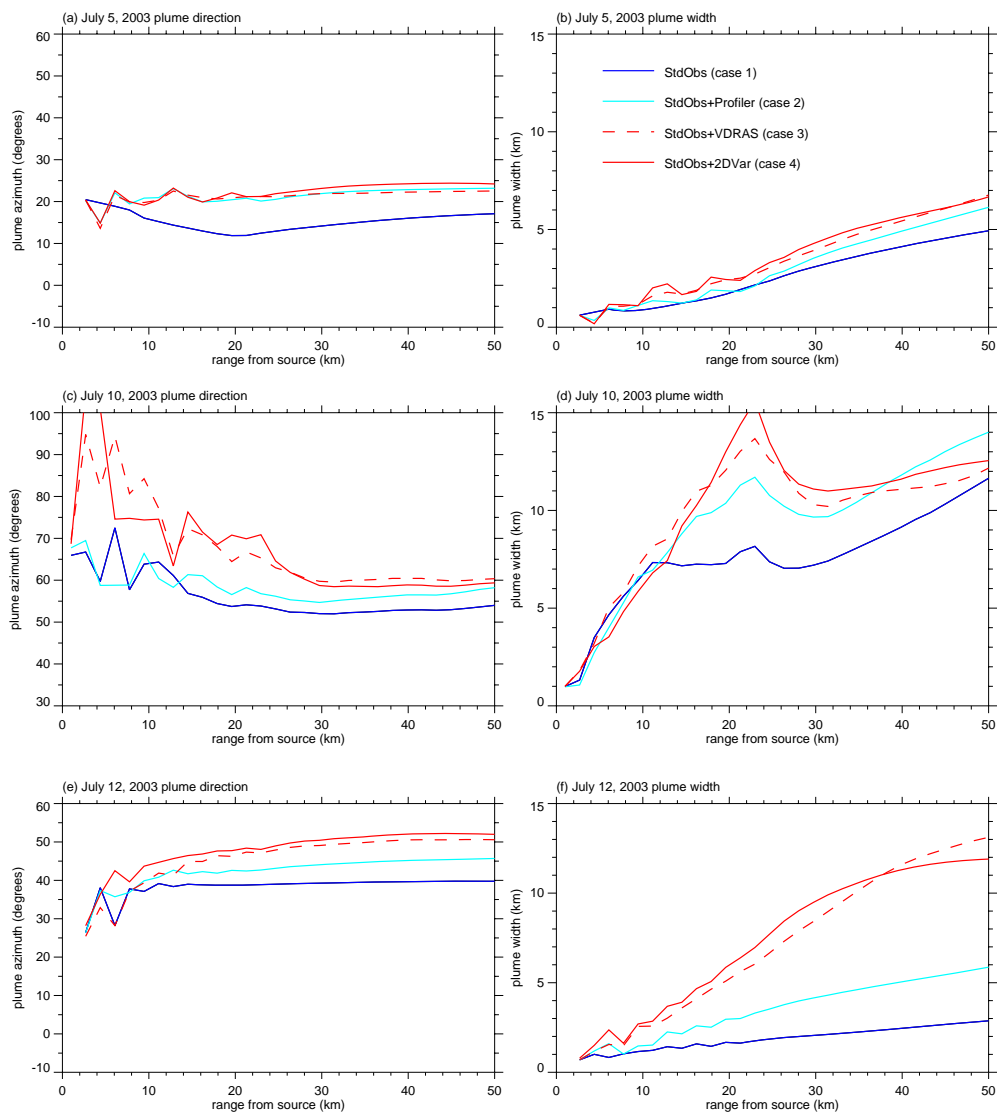 (a) July 5, 2003 plume direction
60
50
40
30
20
10
0
-10
plume azimuth (degrees)
0 10 20 30 40 50
range from source (km)
(b) July 5, 2003 plume width
15
10
5
0
plume width (km)
StdObs (case 1)
StdObs+Profiler (case 2)
StdObs+VDRAS (case 3)
StdObs+2DVar (case 4)
0 10 20 30 40 50
range from source (km)
(c) July 10, 2003 plume direction
100
90
80
70
60
50
40
30
plume azimuth (degrees)
0 10 20 30 40 50
range from source (km)
(d) July 10, 2003 plume width
15
10
5
0
plume width (km)
0 10 20 30 40 50
range from source (km)
(e) July 12, 2003 plume direction
60
50
40
30
20
10
0
-10
plume azimuth (degrees)
0 10 20 30 40 50
range from source (km)
(f) July 12, 2003 plume width
15
10
5
0
plume width (km)
0 10 20 30 40 50
range from source (km)